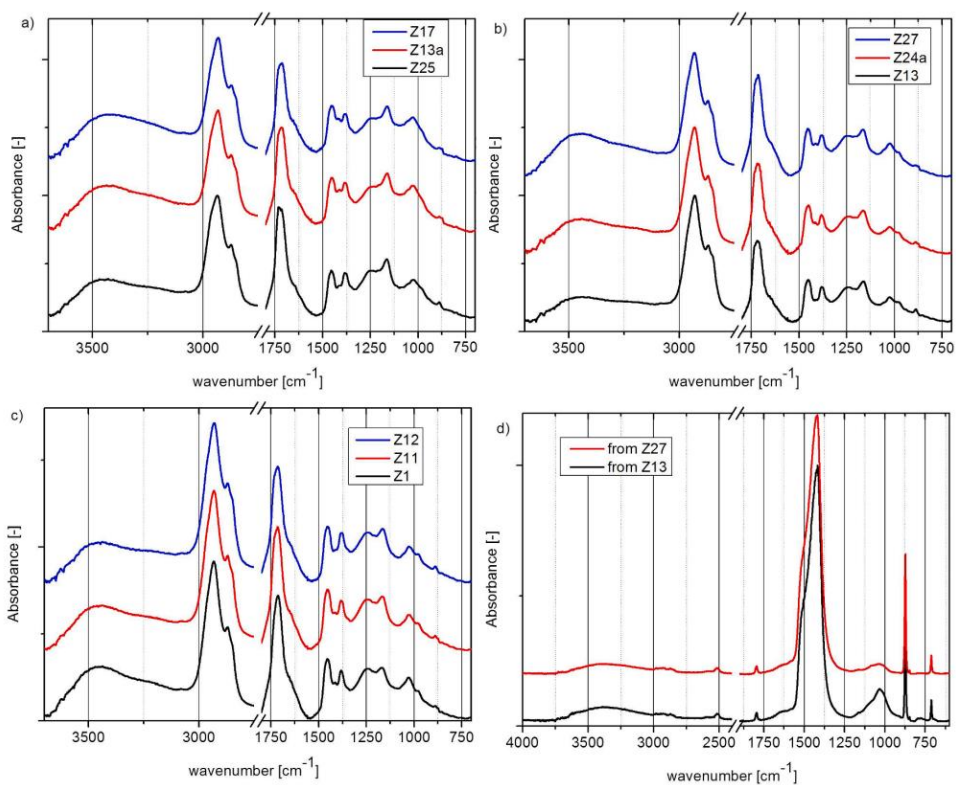 a)
Z17
Z13a
Z25
Absorbance [-]
3500 3000 1750 1500 1250 1000 750
wavenumber [cm-1]
b)
Z27
Z24a
Z13
Absorbance [-]
3500 3000 1750 1500 1250 1000 750
wavenumber [cm-1]
c)
Z12
Z11
Z1
Absorbance [-]
3500 3000 1750 1500 1250 1000 750
wavenumber [cm-1]
d)
from Z27
from Z13
Absorbance [-]
4000 3500 3000 2500 1750 1500 1250 1000 750
wavenumber [cm-1]